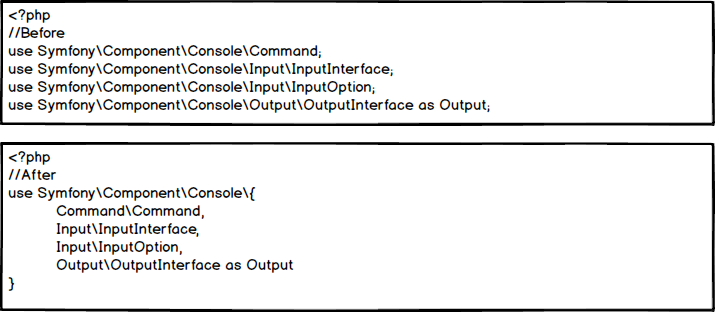 <?php
//Before
use Symfony\Component\Console\Command;
use Symfony\Component\Console\Input\InputInterface;
use Symfony\Component\Console\Input\InputOption;
use Symfony\Component\Console\Output\OutputInterface as Output;
<?php
//After
use Symfony\Component\Console\{
Command\Command,
Input\InputInterface,
Input\InputOption,
Output\OutputInterface as Output
}